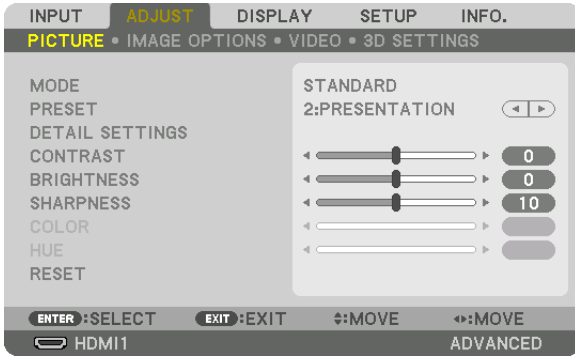 INPUT ADJUST DISPLAY SETUP INFO.
PICTURE • IMAGE OPTIONS • VIDEO • 3D SETTINGS
MODE STANDARD
PRESET 2:PRESENTATION
DETAIL SETTINGS
CONTRAST 0
BRIGHTNESS 0
SHARPNESS 10
COLOR
HUE
RESET
ENTER:SELECT EXIT:EXIT :MOVE :MOVE
HDMI1 ADVANCED